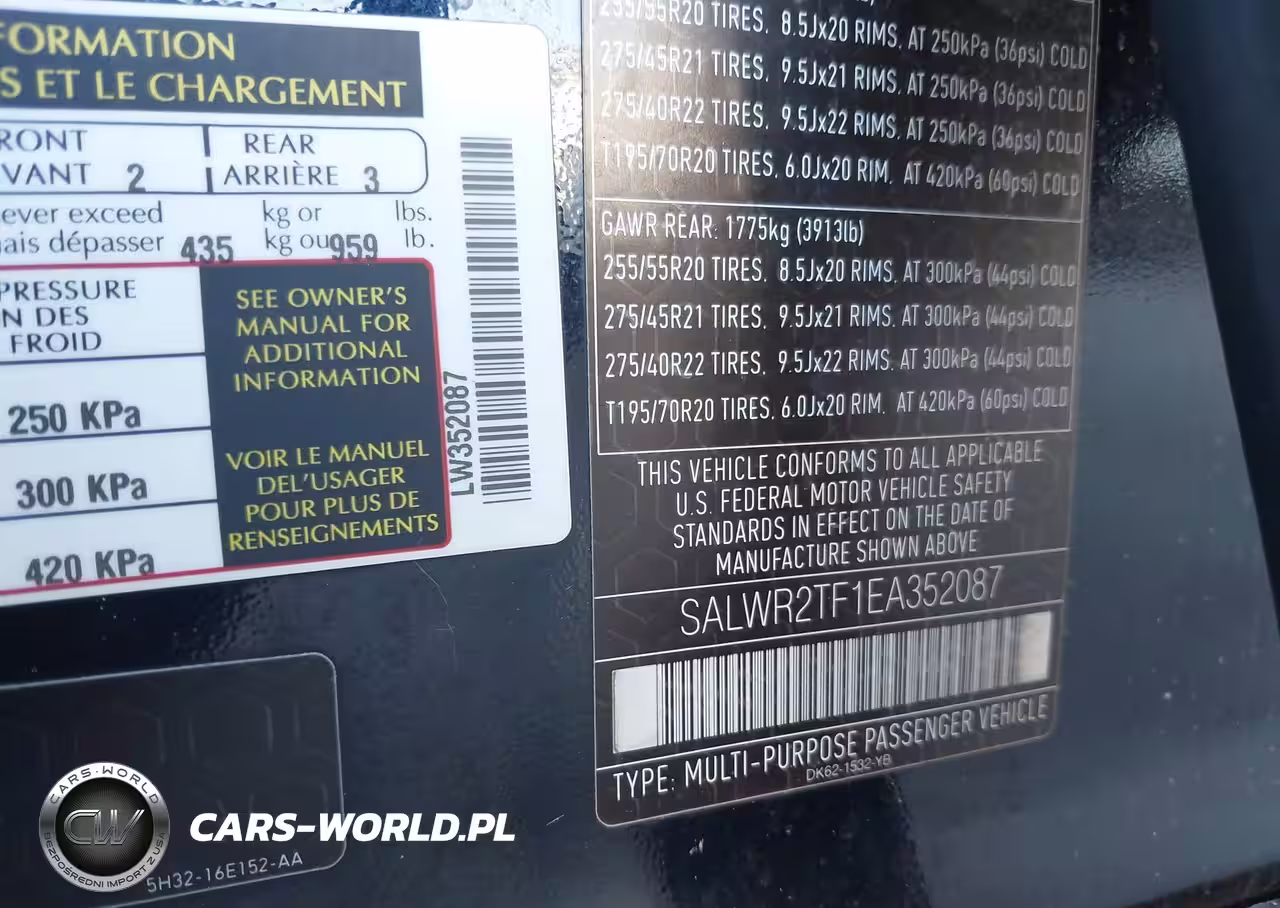 FORMATION
S ET LE CHARGEMENT
RONT
VANT 2
REAR
ARRIÈRE 3
ever exceed kg or lbs.
nais dépasser 435 kg ou 959 lb.
PRESSURE
N DES
FROID
250 KPa
300 KPa
420 KPa
SEE OWNER'S
MANUAL FOR
ADDITIONAL
INFORMATION
VOIR LE MANUEL
DEL'USAGER
POUR PLUS DE
RENSEIGNEMENTS
LW352087
255/55R20 TIRES, 8.5Jx20 RIMS, AT 250kPa (36psi) COLD
275/45R21 TIRES, 9.5Jx21 RIMS, AT 250kPa (36psi) COLD
275/40R22 TIRES, 9.5Jx22 RIMS, AT 250kPa (36psi) COLD
T195/70R20 TIRES, 6.0Jx20 RIM, AT 420kPa (60psi) COLD
GAWR REAR: 1775kg (3913lb)
255/55R20 TIRES, 8.5Jx20 RIMS, AT 300kPa (44psi) COLD
275/45R21 TIRES, 9.5Jx21 RIMS, AT 300kPa (44psi) COLD
275/40R22 TIRES, 9.5Jx22 RIMS, AT 300kPa (44psi) COLD
T195/70R20 TIRES, 6.0Jx20 RIM, AT 420kPa (60psi) COLD
THIS VEHICLE CONFORMS TO ALL APPLICABLE
U.S. FEDERAL MOTOR VEHICLE SAFETY
STANDARDS IN EFFECT ON THE DATE OF
MANUFACTURE SHOWN ABOVE
SALWR2TF1EA352087
TYPE: MULTI-PURPOSE PASSENGER VEHICLE
DK62-1532-YB
CARS-WORLD
CW
BEZPOŚREDNI IMPORT Z USA
CARS-WORLD.PL
5H32-16E152-AA